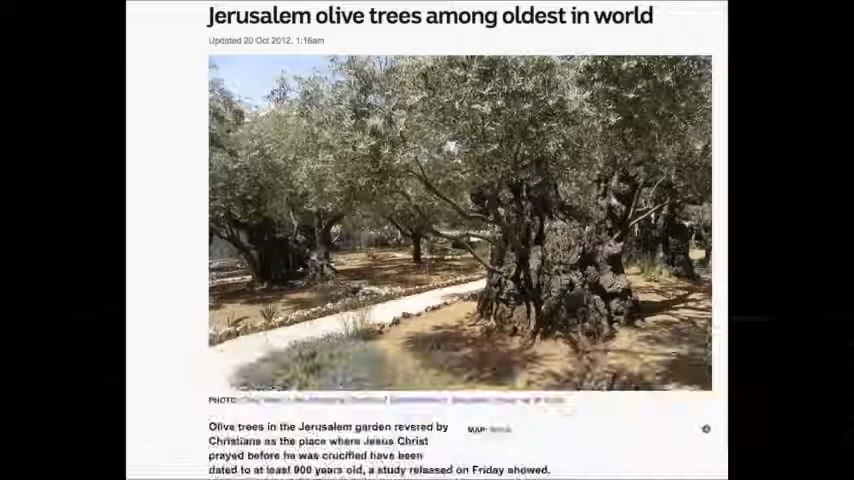 Jerusalem olive trees among oldest in world
Updated 20 Oct 2012, 1:16am
PHOTO:
Olive trees in the Jerusalem garden revered by
Christians as the place where Jesus Christ
prayed before he was crucified have been
dated to at least 900 years old, a study released on Friday showed.
MAP: